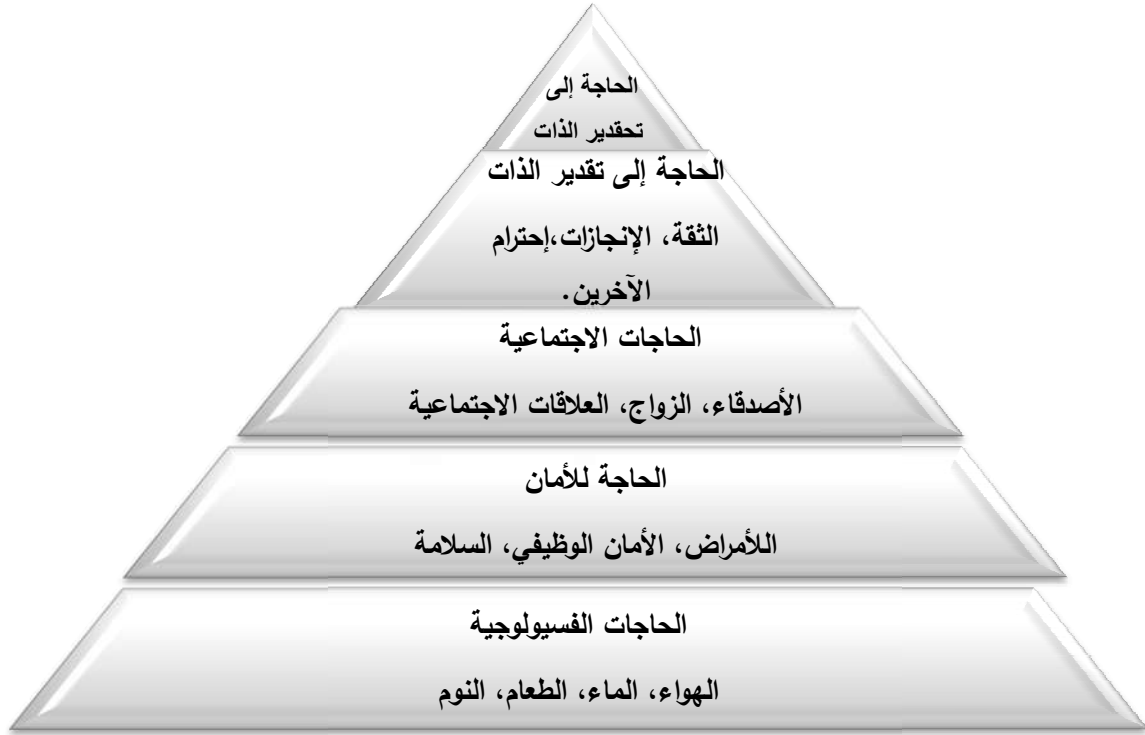 الحاجة إلى
تحقدير الذات
الحاجة إلى تقدير الذات
الثقة، الإنجازات،إحترام
الآخرين.
الحاجات الاجتماعية
الأصدقاء، الزواج، العلاقات الاجتماعية
الحاجة للأمان
اللأمراض، الأمان الوظيفي، السلامة
الحاجات الفسيولوجية
الهواء، الماء، الطعام، النوم